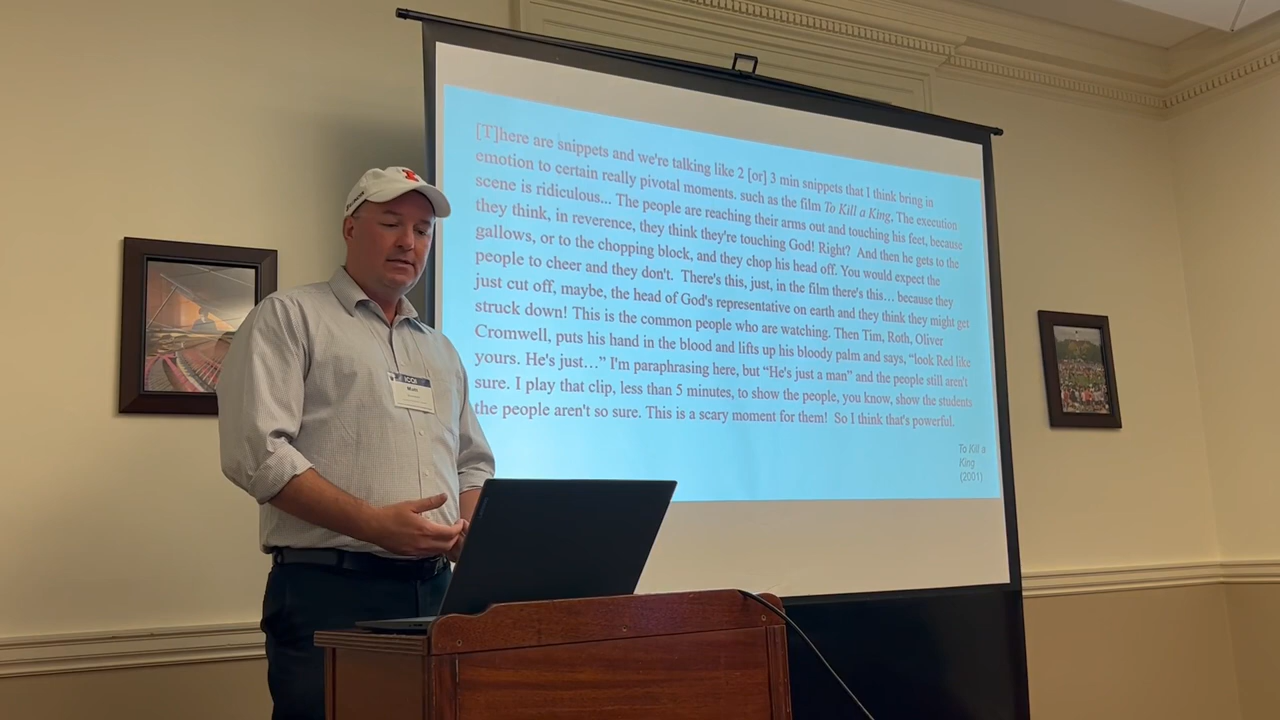 [T]here are snippets and we're talking like 2 [or] 3 min snippets that I think bring in
emotion to certain really pivotal moments. such as the film To Kill a King. The execution
scene is ridiculous... The people are reaching their arms out and touching his feet, because
they think, in reverence, they think they're touching God! Right? And then he gets to the
gallows, or to the chopping block, and they chop his head off. You would expect the
people to cheer and they don't. There's this, just, in the film there's this... because they
just cut off, maybe, the head of God's representative on earth and they think they might get
struck down! This is the common people who are watching. Then Tim, Roth, Oliver
Cromwell, puts his hand in the blood and lifts up his bloody palm and says, “look Red like
yours. He's just…” I'm paraphrasing here, but “He's just a man” and the people still aren't
sure. I play that clip, less than 5 minutes, to show the people, you know, show the students
the people aren't so sure. This is a scary moment for them! So I think that's powerful.
To Kill a
King
(2001)